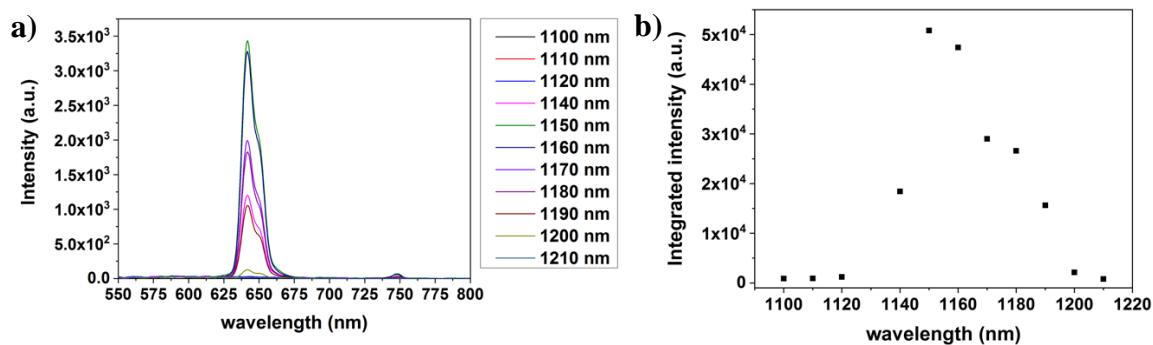 a)
Intensity (a.u.)
3.5x10³
3.0x10³
2.5x10³
2.0x10³
1.5x10³
1.0x10³
5.0x10²
0.0
550 575 600 625 650 675 700 725 750 775 800
wavelength (nm)
1100 nm
1110 nm
1120 nm
1140 nm
1150 nm
1160 nm
1170 nm
1180 nm
1190 nm
1200 nm
1210 nm
b)
Integrated intensity (a.u.)
5x10⁴
4x10⁴
3x10⁴
2x10⁴
1x10⁴
0
1100 1120 1140 1160 1180 1200 1220
wavelength (nm)